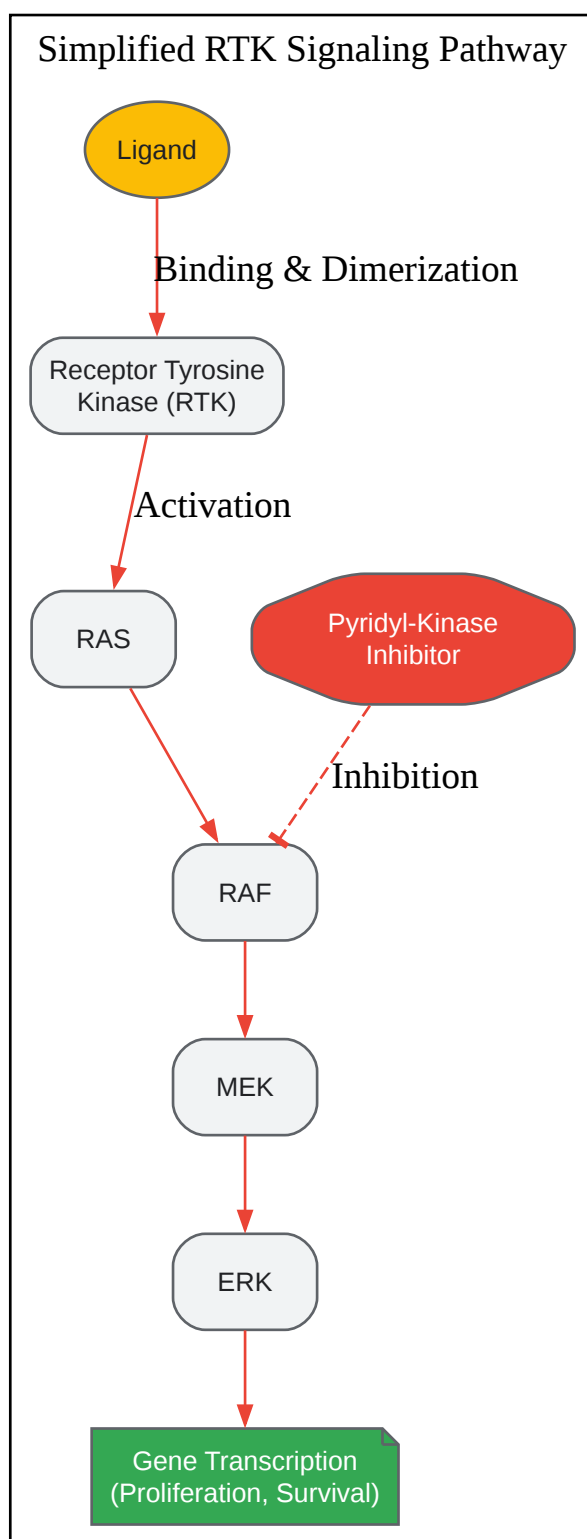 Simplified RTK Signaling Pathway
Ligand
Binding & Dimerization
Receptor Tyrosine
Kinase (RTK)
Activation
RAS
Pyridyl-Kinase
Inhibitor
Inhibition
RAF
MEK
ERK
Gene Transcription
(Proliferation, Survival)